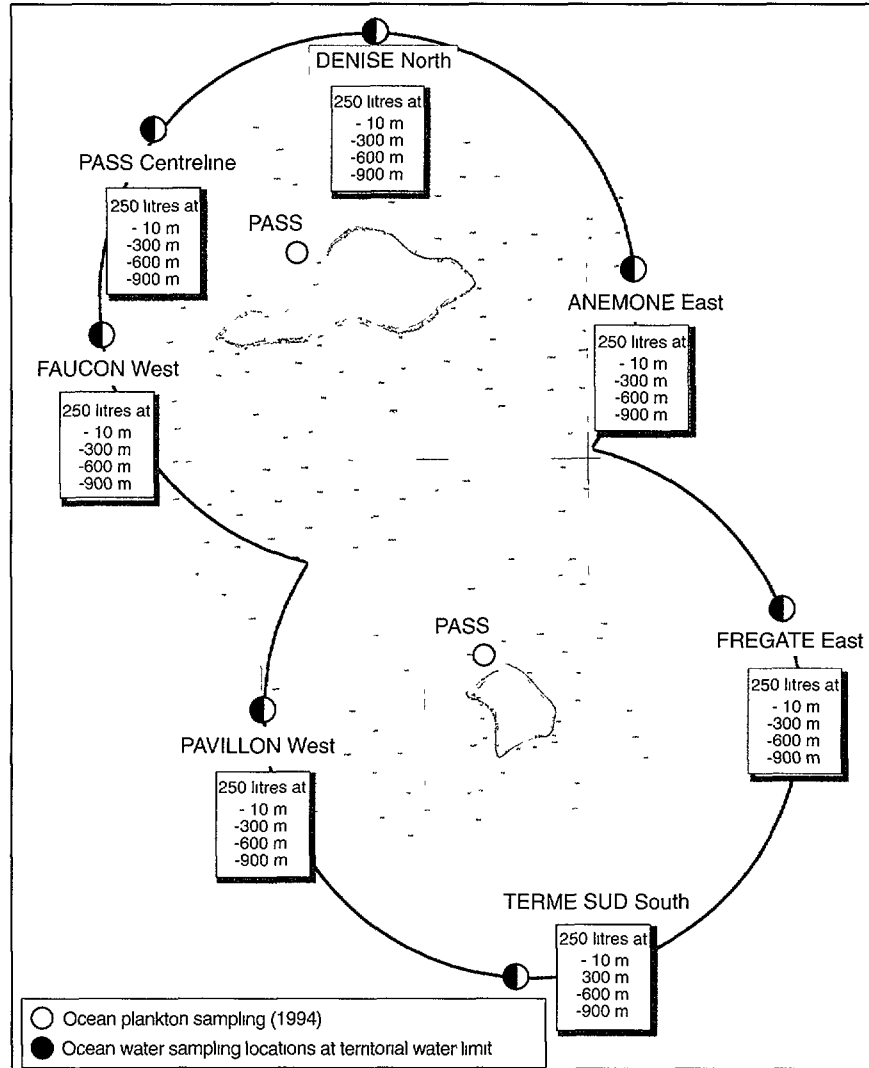 DENISE North
250 litres at
- 10 m
-300 m
-600 m
-900 m
PASS Centreline
250 litres at
- 10 m
-300 m
-600 m
-900 m
PASS
ANEMONE East
250 litres at
- 10 m
-300 m
-600 m
-900 m
FAUCON West
250 litres at
- 10 m
-300 m
-600 m
-900 m
PASS
FREGATE East
250 litres at
- 10 m
-300 m
-600 m
-900 m
PAVILLON West
250 litres at
- 10 m
-300 m
-600 m
-900 m
TERME SUD South
250 litres at
- 10 m
300 m
-600 m
-900 m
Ocean plankton sampling (1994)
Ocean water sampling locations at territorial water limit